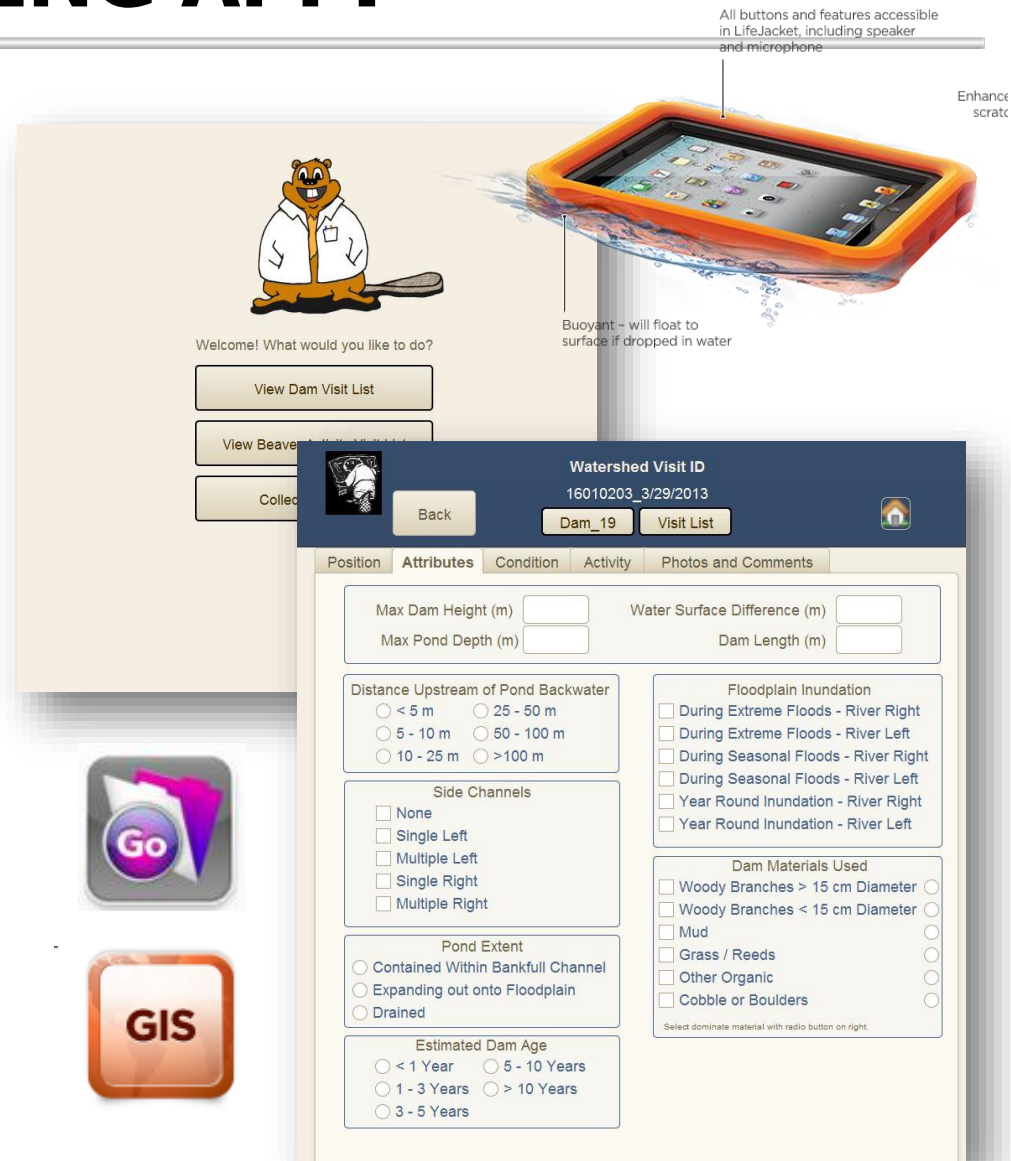 All buttons and features accessible
in LifeJacket, including speaker
and microphone
Buoyant – will float to
surface if dropped in water
Welcome! What would you like to do?
View Dam Visit List
View Beaver
Watershed Visit ID
16010203_3/29/2013
Back
Dam_19
Visit List
Position
Attributes
Condition
Activity
Photos and Comments
Max Dam Height (m)
Water Surface Difference (m)
Max Pond Depth (m)
Dam Length (m)
Distance Upstream of Pond Backwater
< 5 m
25 - 50 m
5 - 10 m
50 - 100 m
10 - 25 m
>100 m
Side Channels
None
Single Left
Multiple Left
Single Right
Multiple Right
Pond Extent
Contained Within Bankfull Channel
Expanding out onto Floodplain
Drained
Estimated Dam Age
< 1 Year
5 - 10 Years
1 - 3 Years
> 10 Years
3 - 5 Years
Floodplain Inundation
During Extreme Floods - River Right
During Extreme Floods - River Left
During Seasonal Floods - River Right
During Seasonal Floods - River Left
Year Round Inundation - River Right
Year Round Inundation - River Left
Dam Materials Used
Woody Branches > 15 cm Diameter
Woody Branches < 15 cm Diameter
Mud
Grass / Reeds
Other Organic
Cobble or Boulders
Select dominate material with radio button on right.
Go
GIS